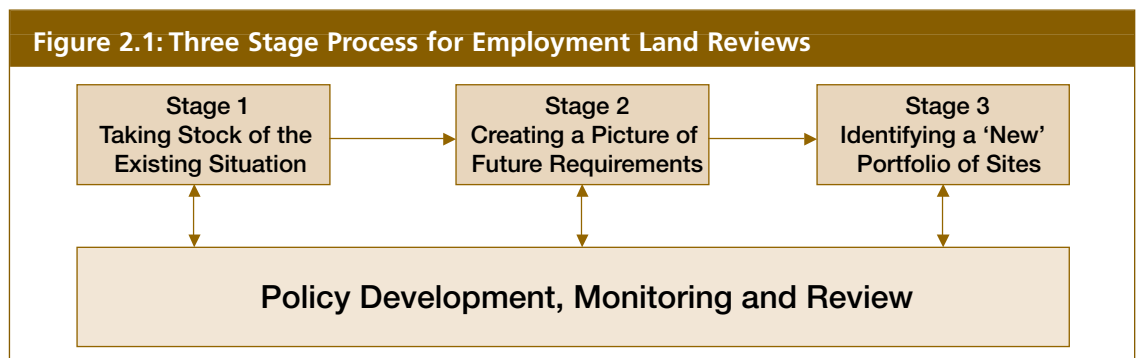 Figure 2.1: Three Stage Process for Employment Land Reviews
Stage 1
Taking Stock of the
Existing Situation
Stage 2
Creating a Picture of
Future Requirements
Stage 3
Identifying a ‘New’
Portfolio of Sites
Policy Development, Monitoring and Review